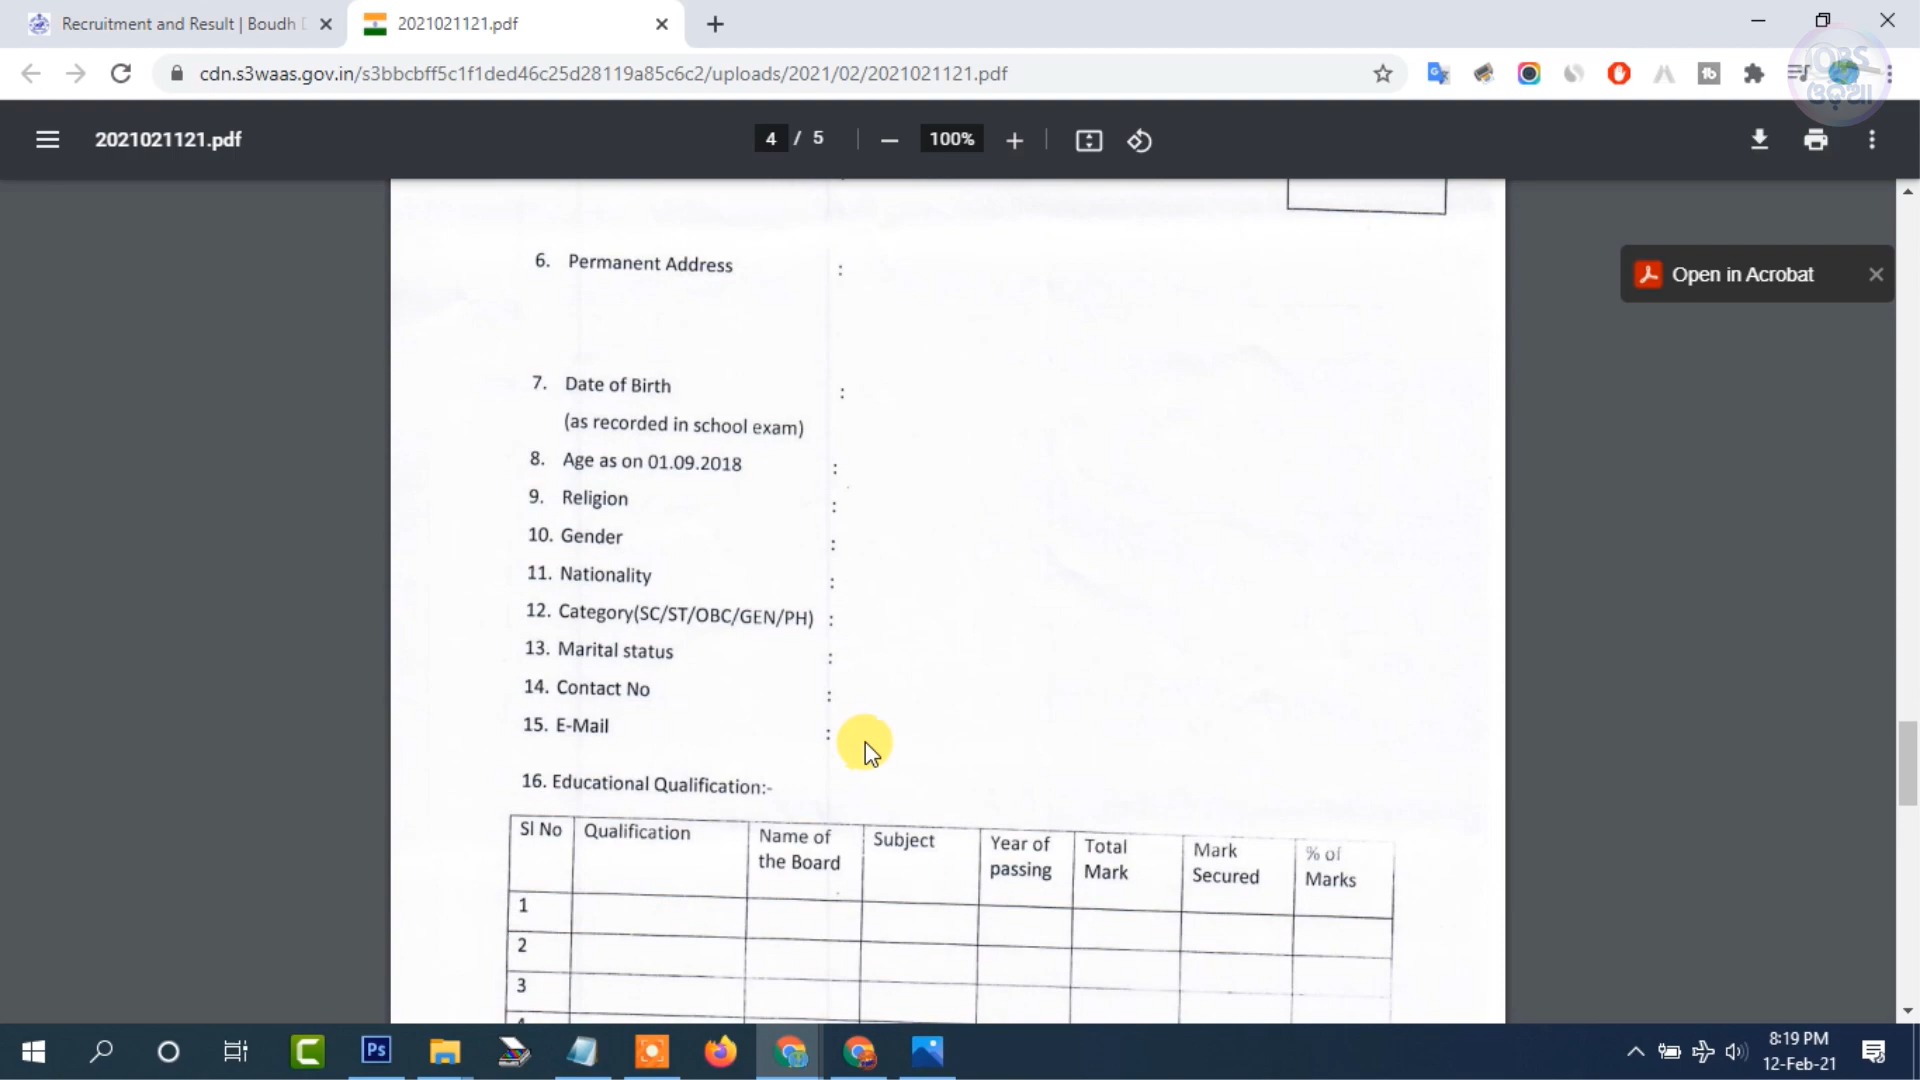 Recruitment and Result | Boudh
2021021121.pdf
cdn.s3waas.gov.in/s3bbcbff5c1f1ded46c25d28119a85c6c2/uploads/2021/02/2021021121.pdf
JOBS
ଓଡ଼ିଶା
2021021121.pdf
4 / 5
100%
Open in Acrobat
6. Permanent Address :
7. Date of Birth :
(as recorded in school exam)
8. Age as on 01.09.2018 :
9. Religion :
10. Gender :
11. Nationality :
12. Category(SC/ST/OBC/GEN/PH) :
13. Marital status :
14. Contact No :
15. E-Mail :
16. Educational Qualification:-
Sl No Qualification Name of the Board Subject Year of passing Total Mark Mark Secured % of Marks
1
2
3
4
Ps
8:19 PM
12-Feb-21